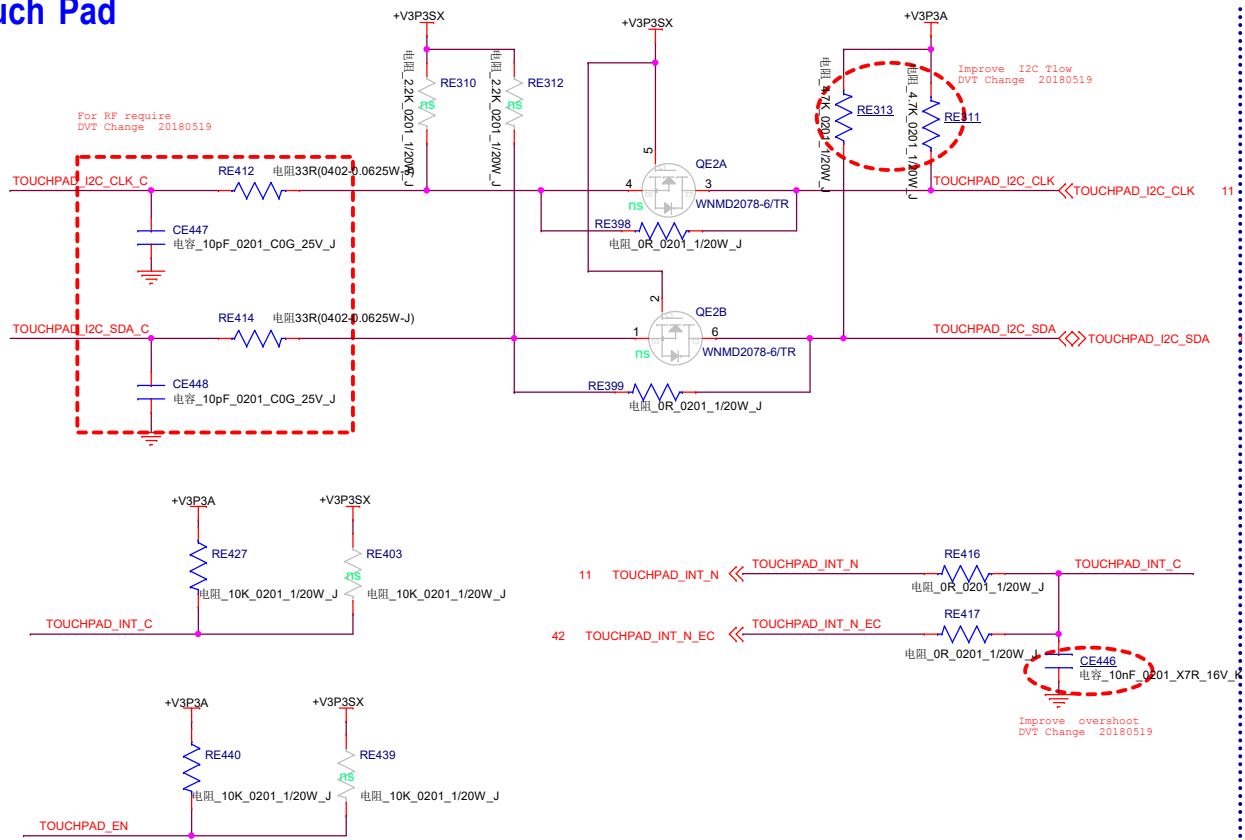 uch Pad
+V3P3SX
+V3P3SX
+V3P3A
电阻_2.2K_0201_1/20W_J
RE310
ns
电阻_2.2K_0201_1/20W_J
RE312
ns
电阻_4.7K_0201_1/20W_J
RE313
电阻_4.7K_0201_1/20W_J
RE311
Improve I2C Tlow
DVT Change 20180519
For RF require
DVT Change 20180519
TOUCHPAD_I2C_CLK_C
RE412
电阻33R(0402-0.0625W-J)
CE447
电容_10pF_0201_C0G_25V_J
5
QE2A
4
3
ns
WNMD2078-6/TR
RE398
电阻_0R_0201_1/20W_J
TOUCHPAD_I2C_CLK
TOUCHPAD_I2C_CLK
11
TOUCHPAD_I2C_SDA_C
RE414
电阻33R(0402-0.0625W-J)
CE448
电容_10pF_0201_C0G_25V_J
2
QE2B
1
6
ns
WNMD2078-6/TR
RE399
电阻_0R_0201_1/20W_J
TOUCHPAD_I2C_SDA
TOUCHPAD_I2C_SDA
+V3P3A
+V3P3SX
RE427
电阻_10K_0201_1/20W_J
RE403
ns
电阻_10K_0201_1/20W_J
TOUCHPAD_INT_C
11
TOUCHPAD_INT_N
TOUCHPAD_INT_N
RE416
电阻_0R_0201_1/20W_J
TOUCHPAD_INT_C
42
TOUCHPAD_INT_N_EC
TOUCHPAD_INT_N_EC
RE417
电阻_0R_0201_1/20W_J
CE446
电容_10nF_0201_X7R_16V_K
Improve overshoot
DVT Change 20180519
+V3P3A
+V3P3SX
RE440
电阻_10K_0201_1/20W_J
RE439
ns
电阻_10K_0201_1/20W_J
TOUCHPAD_EN